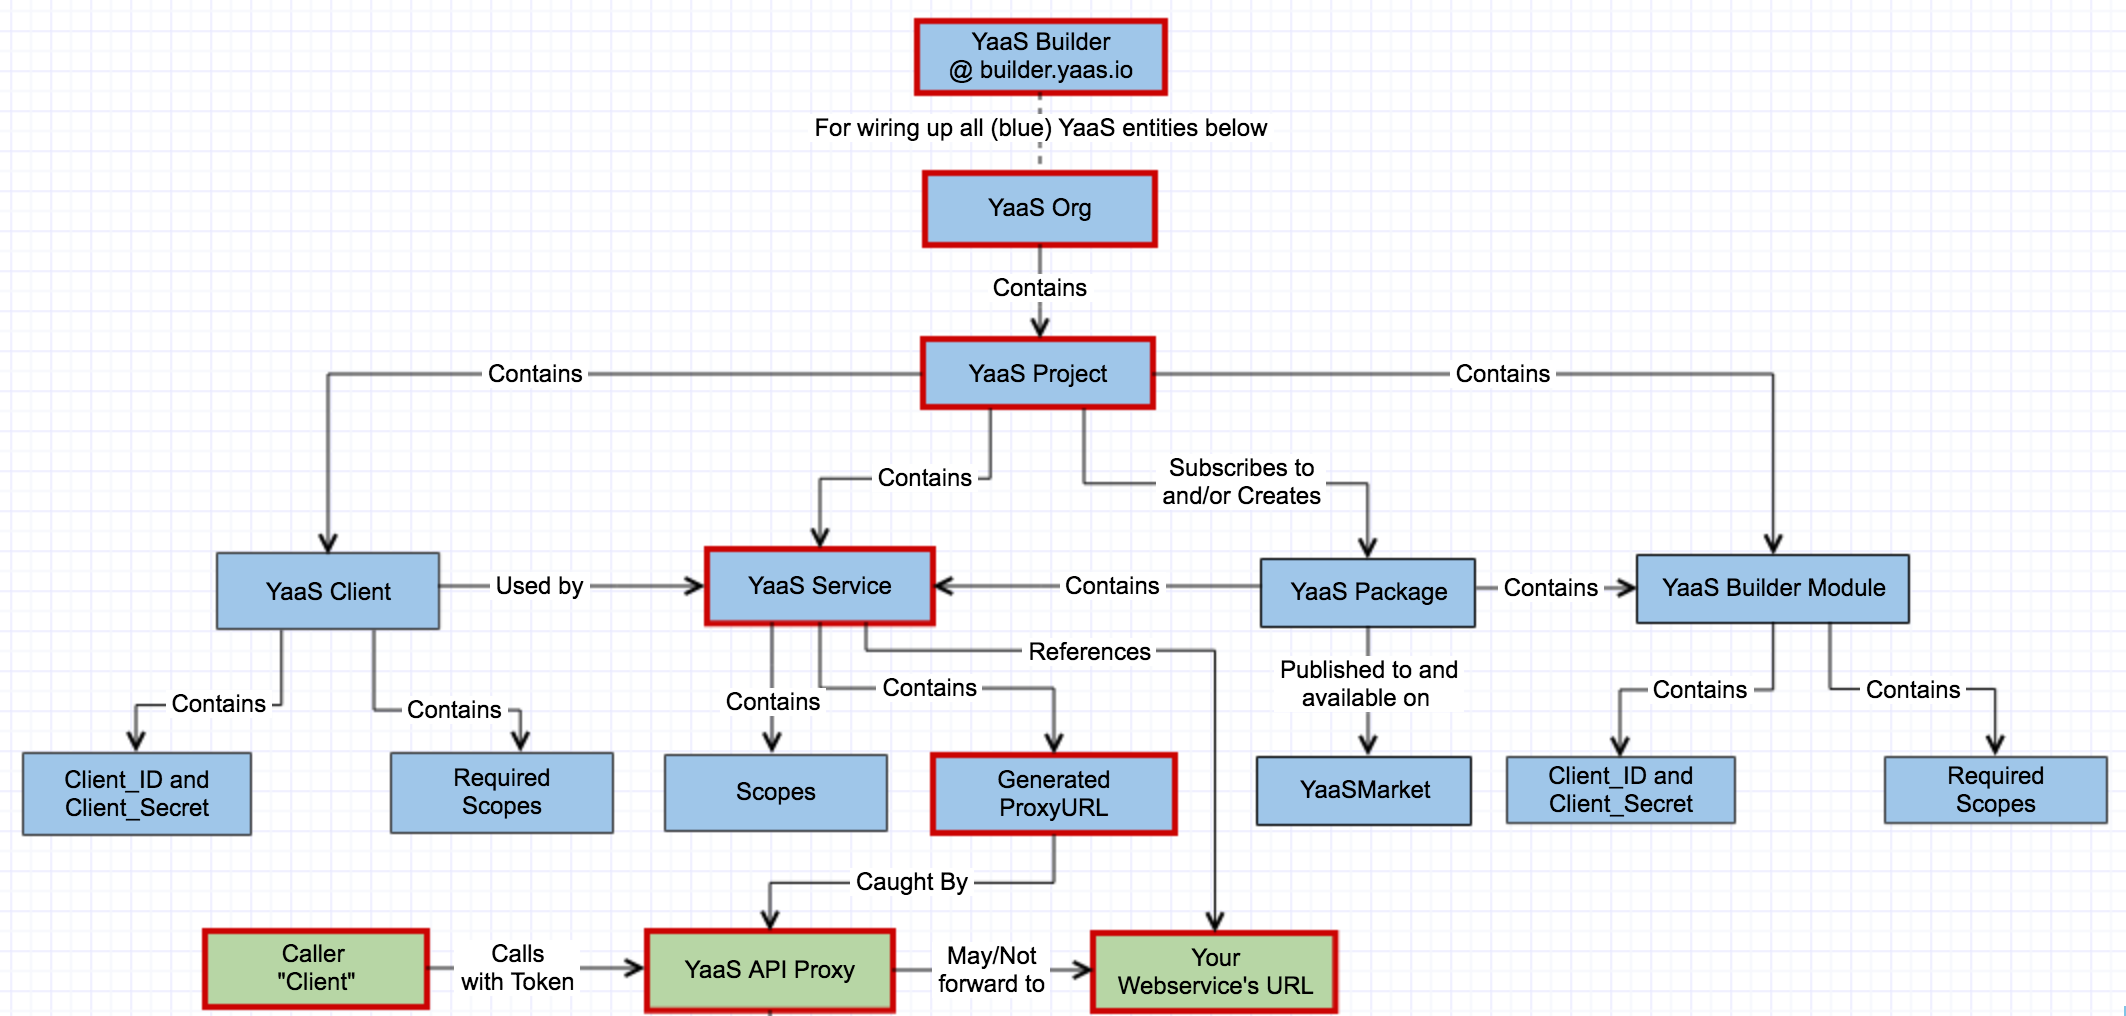 YaaS Builder
@ builder.yaas.io
For wiring up all (blue) YaaS entities below
YaaS Org
Contains
YaaS Project
Contains
Contains
Contains
Subscribes to
and/or Creates
YaaS Client
Used by
YaaS Service
Contains
YaaS Package
Contains
YaaS Builder Module
References
Contains
Contains
Contains
Contains
Published to and
available on
Contains
Contains
Client_ID and
Client_Secret
Required
Scopes
Scopes
Generated
ProxyURL
YaaSMarket
Client_ID and
Client_Secret
Required
Scopes
Caught By
Caller
"Client"
Calls
with Token
YaaS API Proxy
May/Not
forward to
Your
Webservice's URL